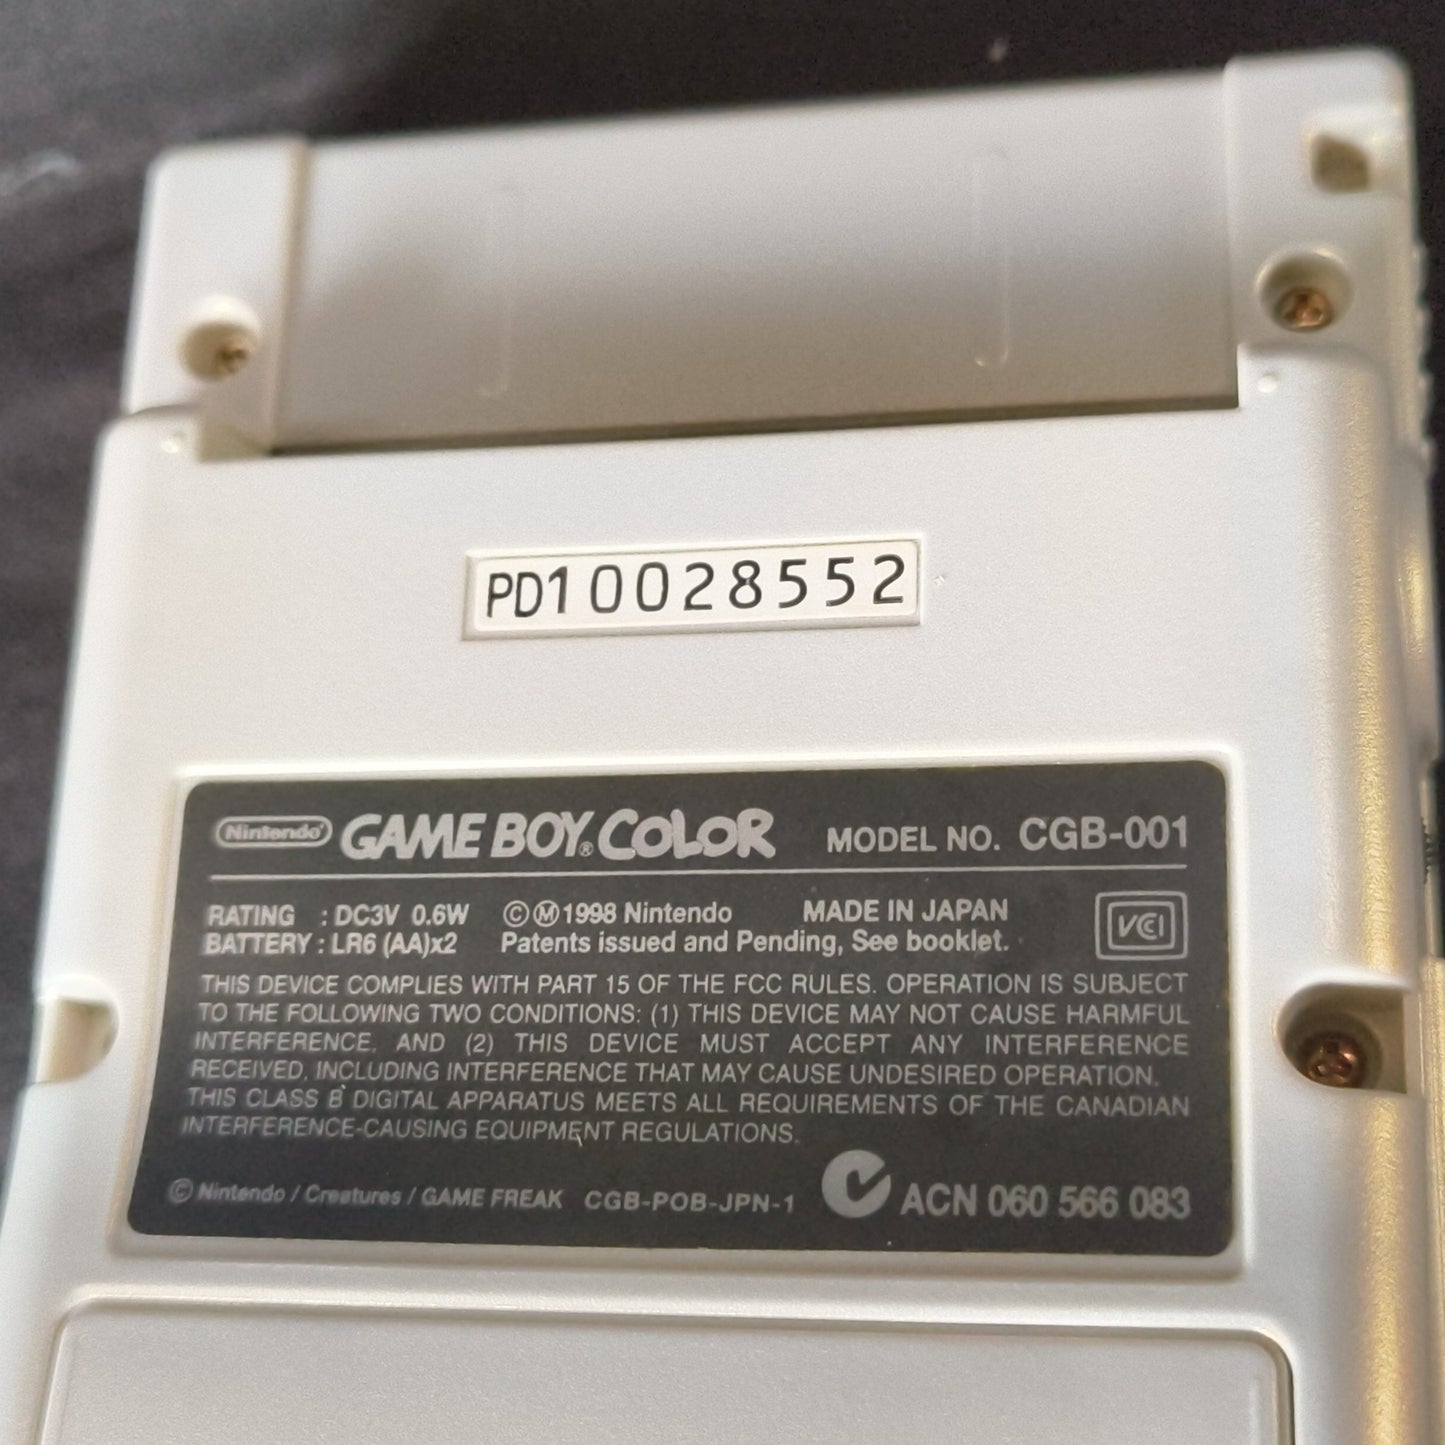 PD10028552
Nintendo GAME BOY® COLOR MODEL NO. CGB-001
RATING : DC3V 0.6W ©Ⓜ1998 Nintendo MADE IN JAPAN
BATTERY : LR6 (AA)x2 Patents issued and Pending, See booklet.
VCI
THIS DEVICE COMPLIES WITH PART 15 OF THE FCC RULES. OPERATION IS SUBJECT
TO THE FOLLOWING TWO CONDITIONS: (1) THIS DEVICE MAY NOT CAUSE HARMFUL
INTERFERENCE, AND (2) THIS DEVICE MUST ACCEPT ANY INTERFERENCE
RECEIVED, INCLUDING INTERFERENCE THAT MAY CAUSE UNDESIRED OPERATION.
THIS CLASS B DIGITAL APPARATUS MEETS ALL REQUIREMENTS OF THE CANADIAN
INTERFERENCE-CAUSING EQUIPMENT REGULATIONS.
© Nintendo / Creatures / GAME FREAK CGB-POB-JPN-1 ACN 060 566 083